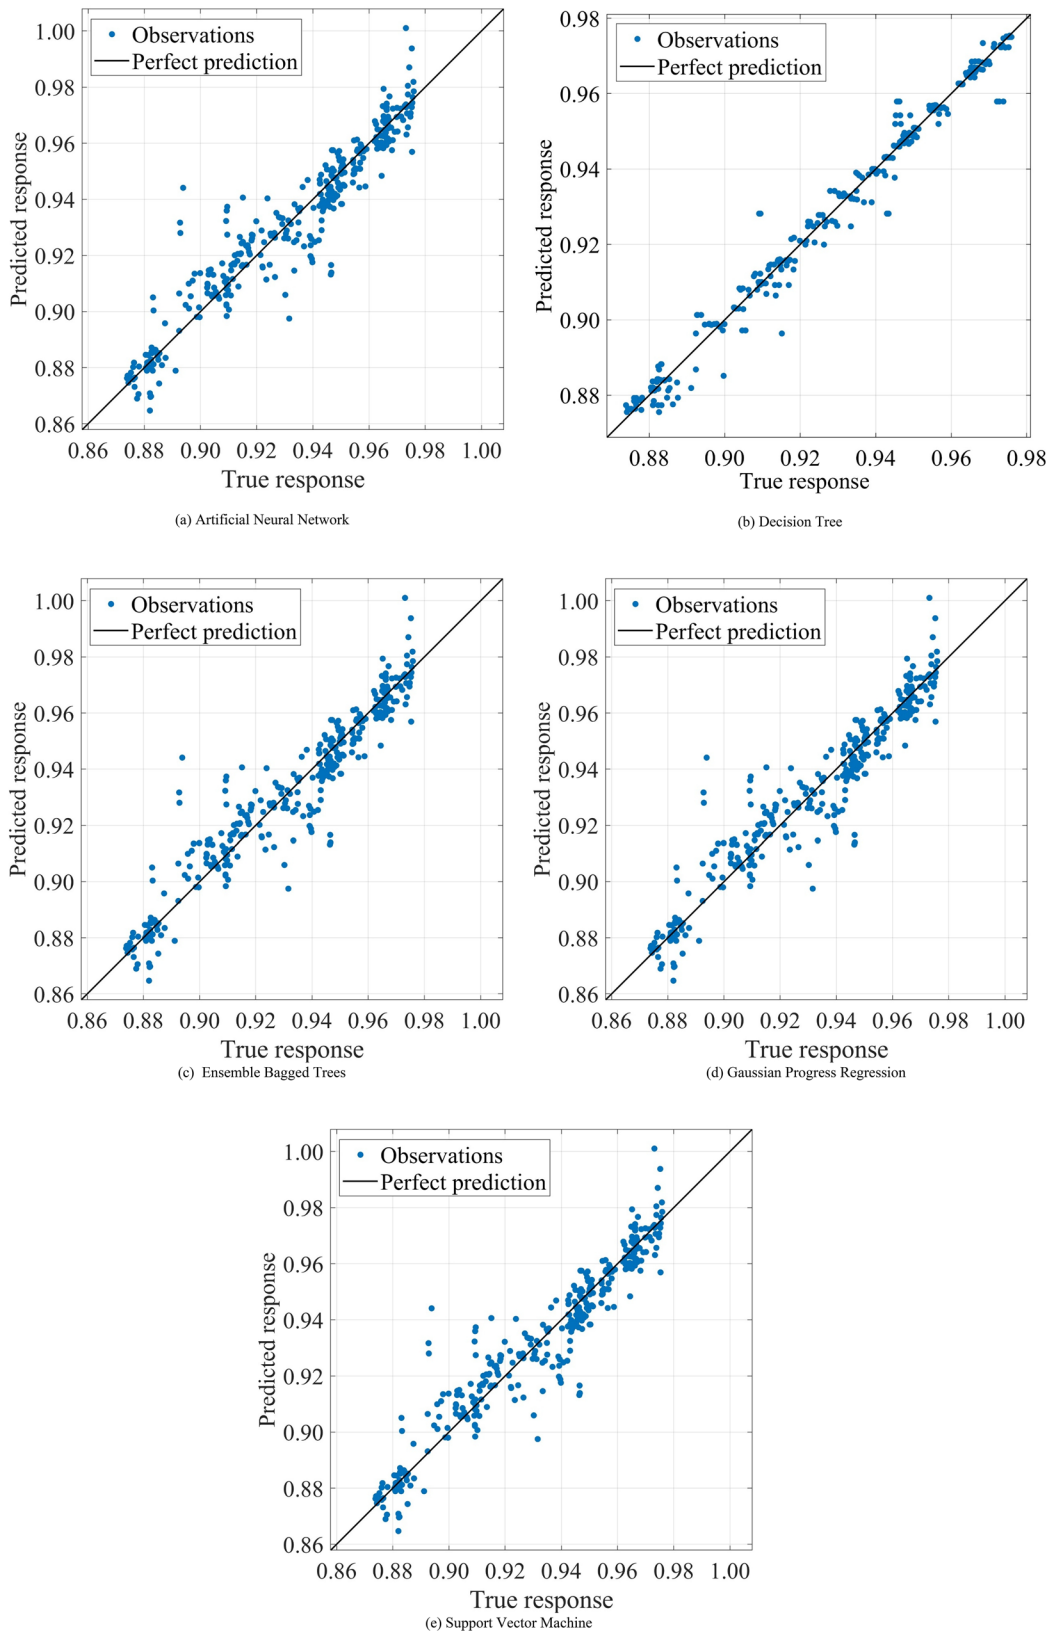 1.00
0.98
0.96
0.94
0.92
0.90
0.88
0.86
Predicted response
Observations
Perfect prediction
0.86 0.88 0.90 0.92 0.94 0.96 0.98 1.00
True response
(a) Artificial Neural Network
0.98
0.96
0.94
0.92
0.90
0.88
Predicted response
Observations
Perfect prediction
0.88 0.90 0.92 0.94 0.96 0.98
True response
(b) Decision Tree
1.00
0.98
0.96
0.94
0.92
0.90
0.88
0.86
Predicted response
Observations
Perfect prediction
0.86 0.88 0.90 0.92 0.94 0.96 0.98 1.00
True response
(c) Ensemble Bagged Trees
1.00
0.98
0.96
0.94
0.92
0.90
0.88
0.86
Predicted response
Observations
Perfect prediction
0.86 0.88 0.90 0.92 0.94 0.96 0.98 1.00
True response
(d) Gaussian Progress Regression
1.00
0.98
0.96
0.94
0.92
0.90
0.88
0.86
Predicted response
Observations
Perfect prediction
0.86 0.88 0.90 0.92 0.94 0.96 0.98 1.00
True response
(e) Support Vector Machine